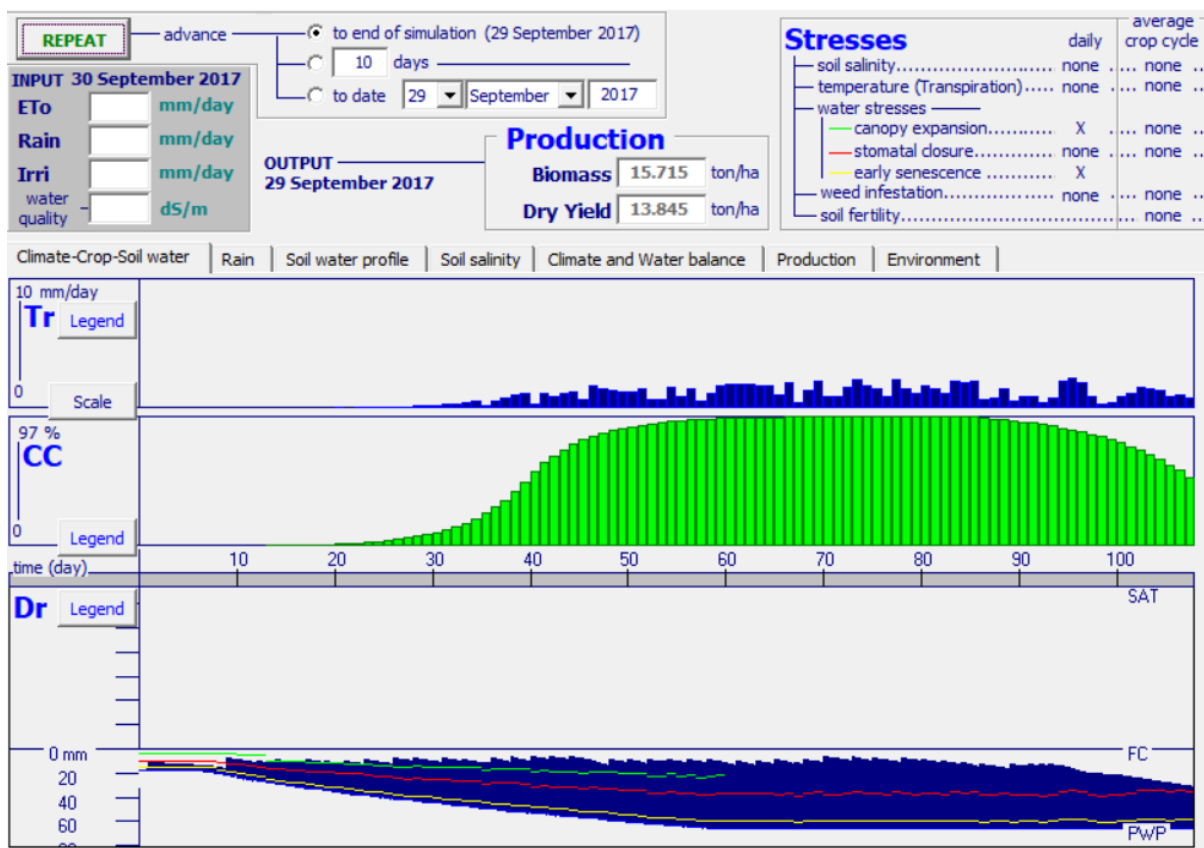 REPEAT
advance
to end of simulation (29 September 2017)
10 days
to date 29 September 2017
INPUT 30 September 2017
ETo mm/day
Rain mm/day
Irri mm/day
water quality dS/m
OUTPUT
29 September 2017
Production
Biomass 15.715 ton/ha
Dry Yield 13.845 ton/ha
Stresses daily average crop cycle
soil salinity................................ none .... none ..
temperature (Transpiration)..... none .... none ..
water stresses
canopy expansion........... X .... none ..
stomatal closure.............. none .... none ..
early senescence ............ X
weed infestation................... none .... none ..
soil fertility........................................ none ..
Climate-Crop-Soil water Rain Soil water profile Soil salinity Climate and Water balance Production Environment
10 mm/day
Tr Legend
0
Scale
97 %
CC
0
Legend
time (day) 10 20 30 40 50 60 70 80 90 100
Dr Legend
SAT
0 mm
FC
20
40
60
PWP